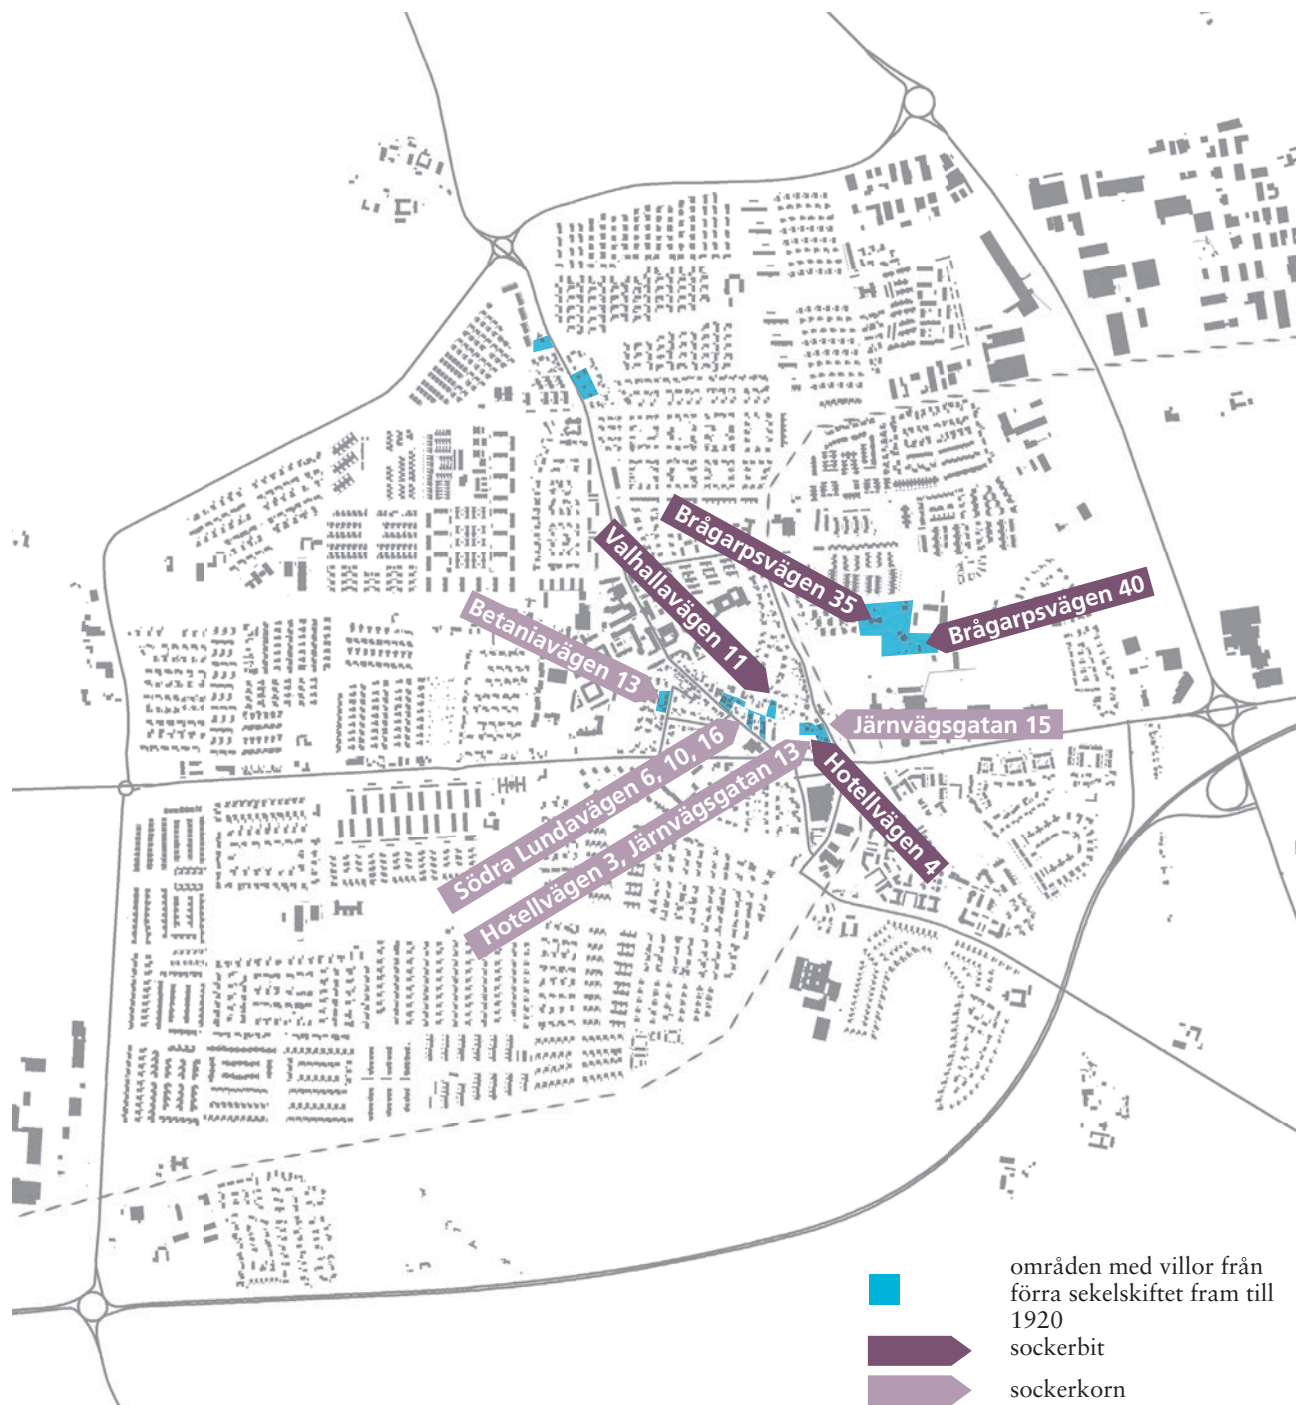 Brågarpsvägen 35
Valhallavägen 11
Brågarpsvägen 40
Betaniavägen 13
Järnvägsgatan 15
Södra Lundavägen 6, 10, 16
Hotellvägen 3, Järnvägsgatan 13
Hotellvägen 4
områden med villor från
förra sekelskiftet fram till
1920
sockerbit
sockerkorn